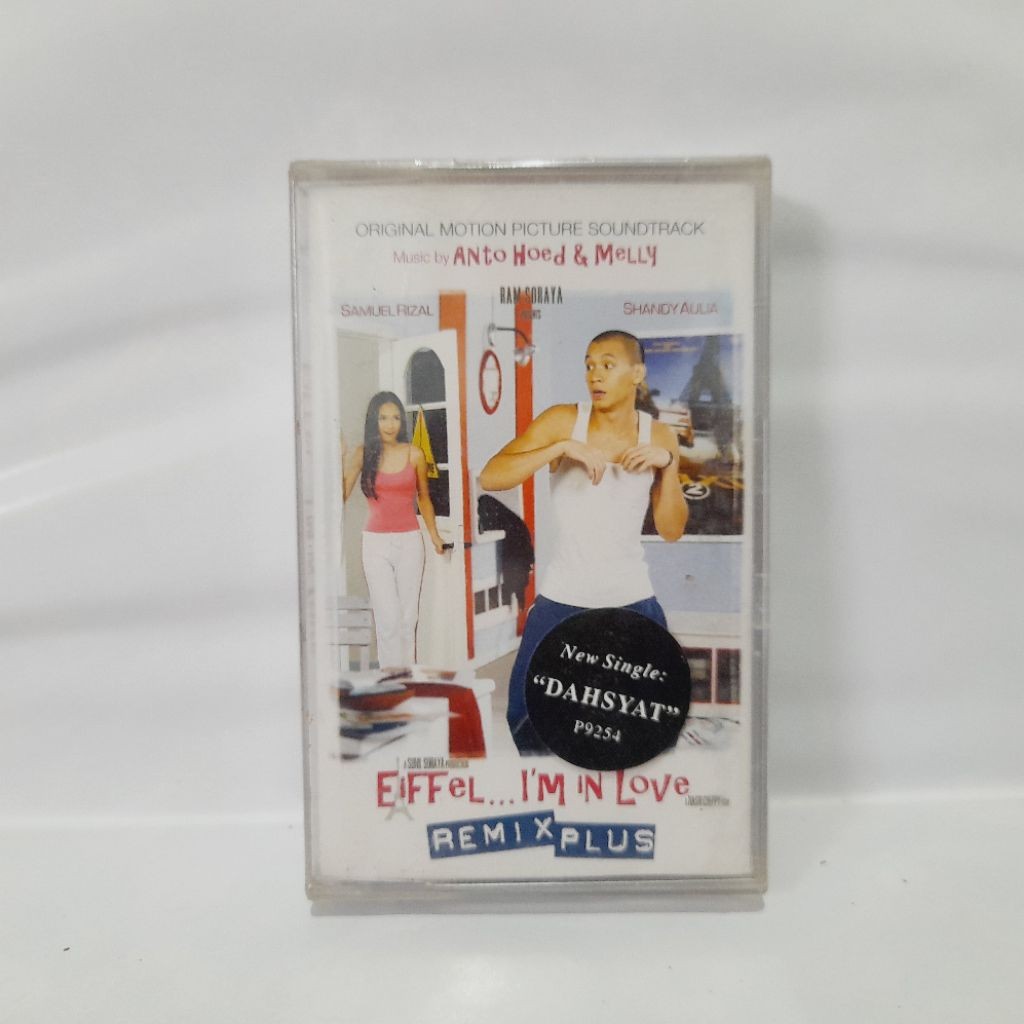 ORIGINAL MOTION PICTURE SOUNDTRACK
Music by ANTO HOED & MELLY
RAM SORAYA
SAMUEL RIZAL
SHANDY AULIA
New Single:
"DAHSYAT"
P9254
EIFFEL...I'M IN LOVE
REMIX PLUS